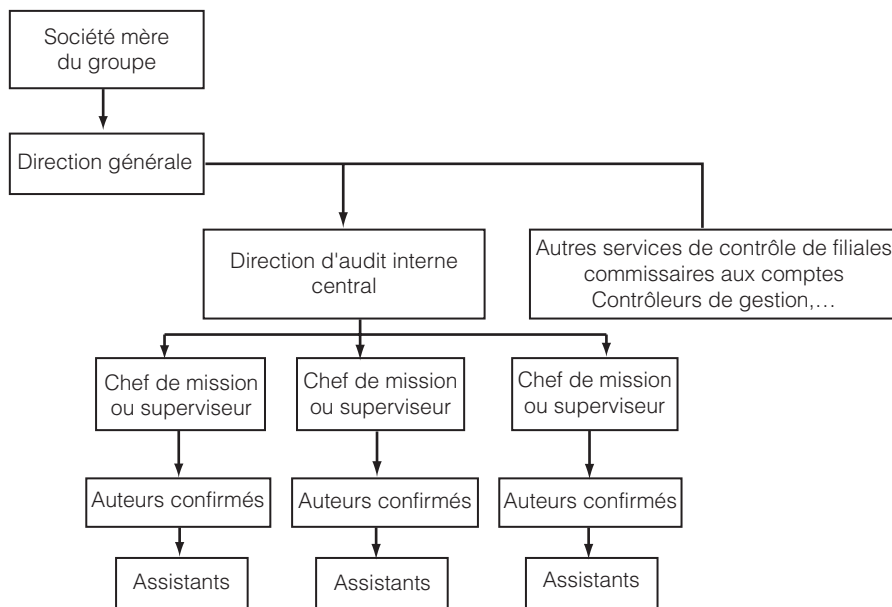 Société mère
du groupe
Direction générale
Direction d'audit interne
central
Autres services de contrôle de filiales
commissaires aux comptes
Contrôleurs de gestion,…
Chef de mission
ou superviseur
Chef de mission
ou superviseur
Chef de mission
ou superviseur
Auteurs confirmés
Auteurs confirmés
Auteurs confirmés
Assistants
Assistants
Assistants